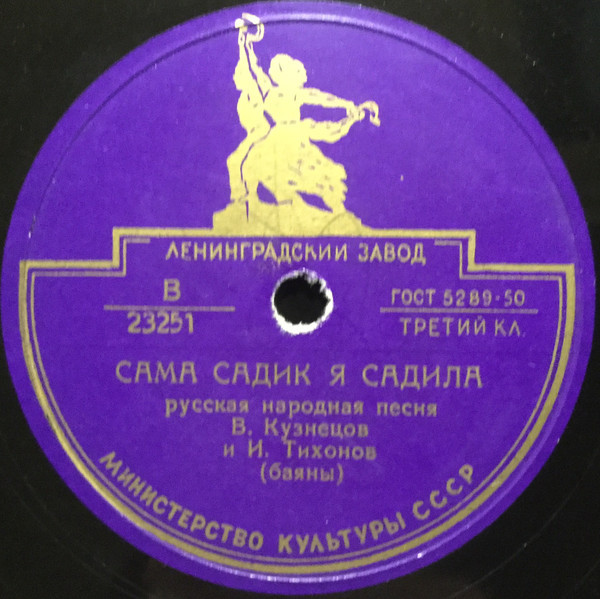 ЛЕНИНГРАДСКИЙ ЗАВОД
В
23251
ГОСТ 5289-50
ТРЕТИЙ КЛ.
САМА САДИК Я САДИЛА
русская народная песня
В. Кузнецов
и И. Тихонов
(баяны)
МИНИСТЕРСТВО КУЛЬТУРЫ СССР